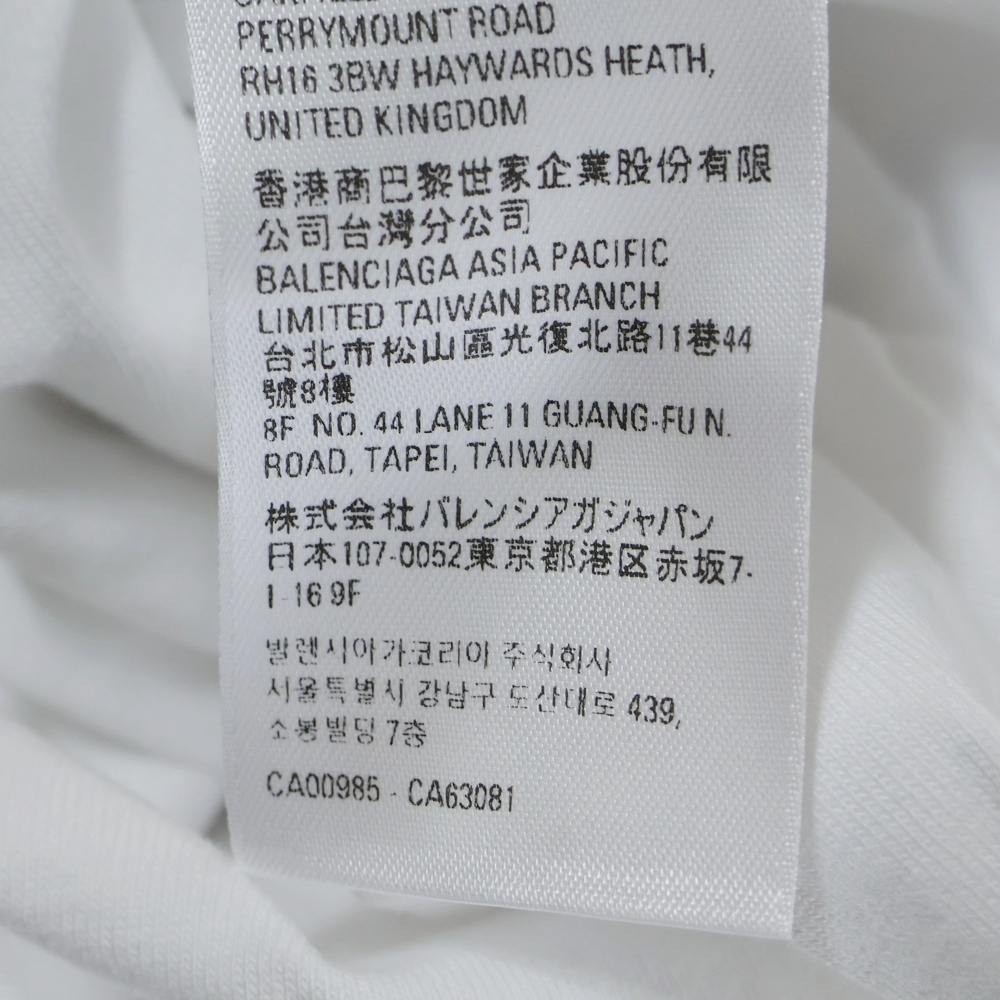 PERRYMOUNT ROAD
RH16 3BW HAYWARDS HEATH,
UNITED KINGDOM
香港商巴黎世家企業股份有限
公司台灣分公司
BALENCIAGA ASIA PACIFIC
LIMITED TAIWAN BRANCH
台北市松山區光復北路11巷44
號8樓
8F NO. 44 LANE 11 GUANG-FU N.
ROAD, TAPEI, TAIWAN
株式会社バレンシアガジャパン
日本107-0052東京都港区赤坂7-
1-16 9F
발렌시아가코리아 주식회사
서울특별시 강남구 도산대로 439,
소봉빌딩 7층
CA00985 - CA63081